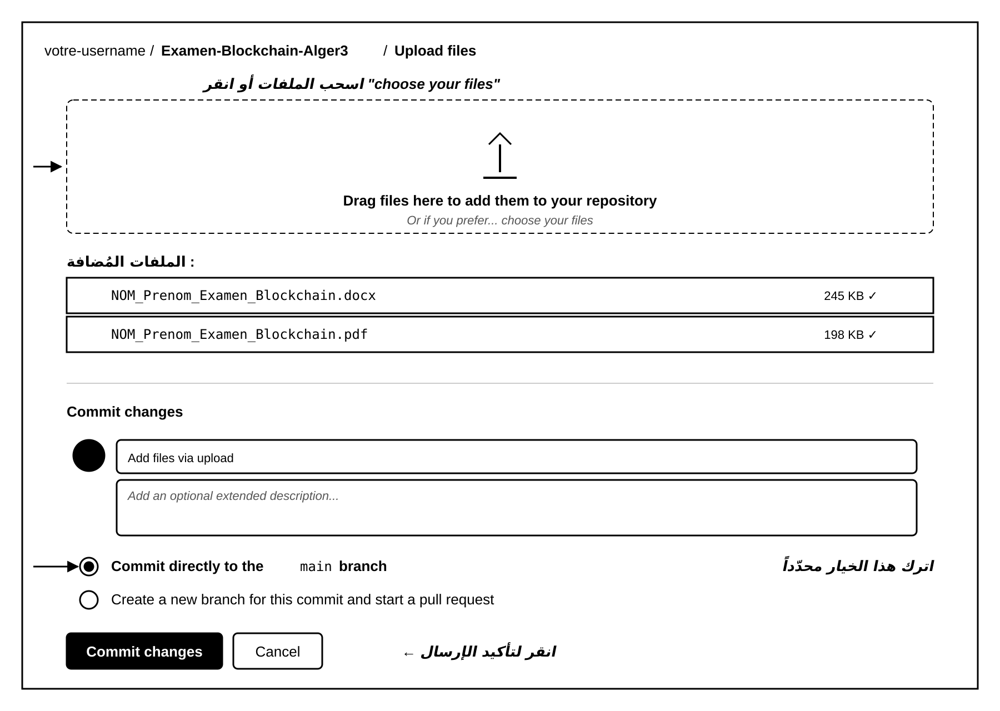 votre-username / Examen-Blockchain-Alger3 / Upload files
اسحب الملفات أو انقر "choose your files"
Drag files here to add them to your repository
Or if you prefer... choose your files
الملفات المُضافة :
NOM_Prenom_Examen_Blockchain.docx 245 KB ✓
NOM_Prenom_Examen_Blockchain.pdf 198 KB ✓
Commit changes
Add files via upload
Add an optional extended description...
Commit directly to the main branch اترك هذا الخيار محدّداً
Create a new branch for this commit and start a pull request
Commit changes Cancel انقر لتأكيد الإرسال ←